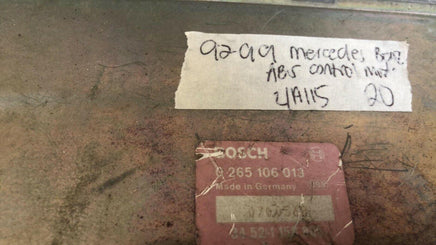 92-99 mercedes Benz
ABS control mod.
4A115 20
BOSCH
0 265 106 013
Made in Germany